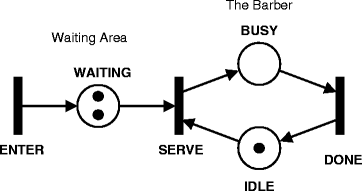 The Barber
Waiting Area
BUSY
WAITING
ENTER
SERVE
IDLE
DONE